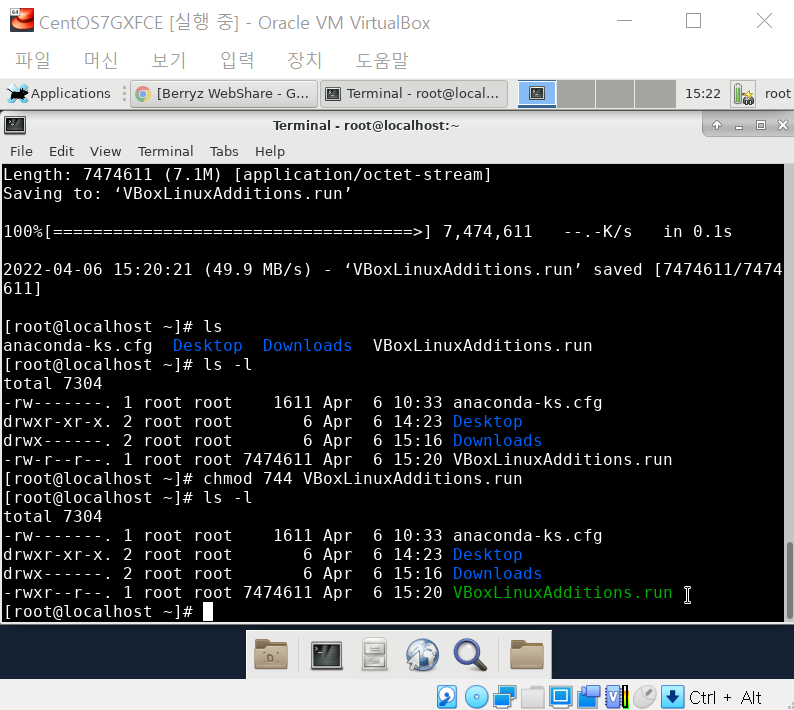 CentOS7GXFCE [실행 중] - Oracle VM VirtualBox
파일 머신 보기 입력 장치 도움말
Applications [Berryz WebShare - G... Terminal - root@local... 15:22 root
Terminal - root@localhost:~
File Edit View Terminal Tabs Help
Length: 7474611 (7.1M) [application/octet-stream]
Saving to: ‘VBoxLinuxAdditions.run’
100%[====================================>] 7,474,611   --.-K/s   in 0.1s
2022-04-06 15:20:21 (49.9 MB/s) - ‘VBoxLinuxAdditions.run’ saved [7474611/7474
611]
[root@localhost ~]# ls
anaconda-ks.cfg  Desktop  Downloads  VBoxLinuxAdditions.run
[root@localhost ~]# ls -l
total 7304
-rw-------. 1 root root    1611 Apr  6 10:33 anaconda-ks.cfg
drwxr-xr-x. 2 root root       6 Apr  6 14:23 Desktop
drwx------. 2 root root       6 Apr  6 15:16 Downloads
-rw-r--r--. 1 root root 7474611 Apr  6 15:20 VBoxLinuxAdditions.run
[root@localhost ~]# chmod 744 VBoxLinuxAdditions.run
[root@localhost ~]# ls -l
total 7304
-rw-------. 1 root root    1611 Apr  6 10:33 anaconda-ks.cfg
drwxr-xr-x. 2 root root       6 Apr  6 14:23 Desktop
drwx------. 2 root root       6 Apr  6 15:16 Downloads
-rwxr--r--. 1 root root 7474611 Apr  6 15:20 VBoxLinuxAdditions.run
[root@localhost ~]#
Ctrl + Alt